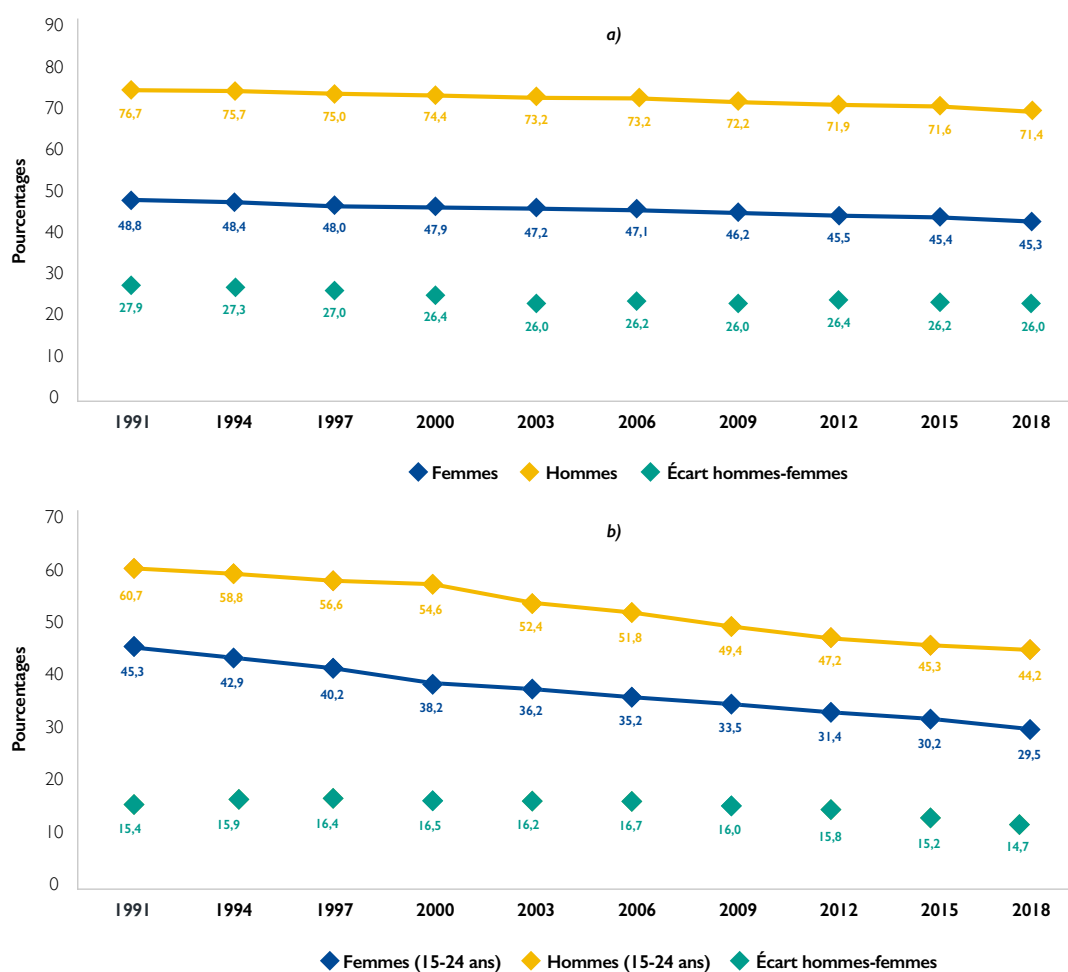 a)
Pourcentages
90
80
70
60
50
40
30
20
10
0
76,7 75,7 75,0 74,4 73,2 73,2 72,2 71,9 71,6 71,4
48,8 48,4 48,0 47,9 47,2 47,1 46,2 45,5 45,4 45,3
27,9 27,3 27,0 26,4 26,0 26,2 26,0 26,4 26,2 26,0
1991 1994 1997 2000 2003 2006 2009 2012 2015 2018
Femmes Hommes Écart hommes-femmes
b)
Pourcentages
70
60
50
40
30
20
10
0
60,7 58,8 56,6 54,6 52,4 51,8 49,4 47,2 45,3 44,2
45,3 42,9 40,2 38,2 36,2 35,2 33,5 31,4 30,2 29,5
15,4 15,9 16,4 16,5 16,2 16,7 16,0 15,8 15,2 14,7
1991 1994 1997 2000 2003 2006 2009 2012 2015 2018
Femmes (15-24 ans) Hommes (15-24 ans) Écart hommes-femmes